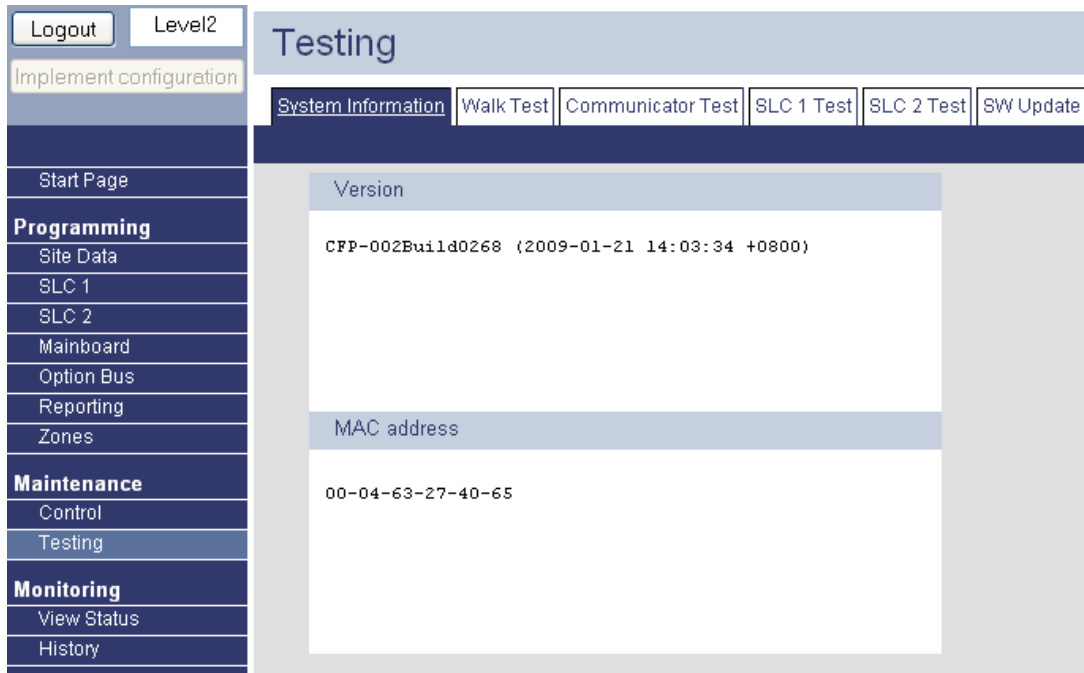 Logout
Level2
Implement configuration
Start Page
Programming
Site Data
SLC 1
SLC 2
Mainboard
Option Bus
Reporting
Zones
Maintenance
Control
Testing
Monitoring
View Status
History
Testing
System Information Walk Test Communicator Test SLC 1 Test SLC 2 Test SW Update
Version
CFP-002Build0268 (2009-01-21 14:03:34 +0800)
MAC address
00-04-63-27-40-65